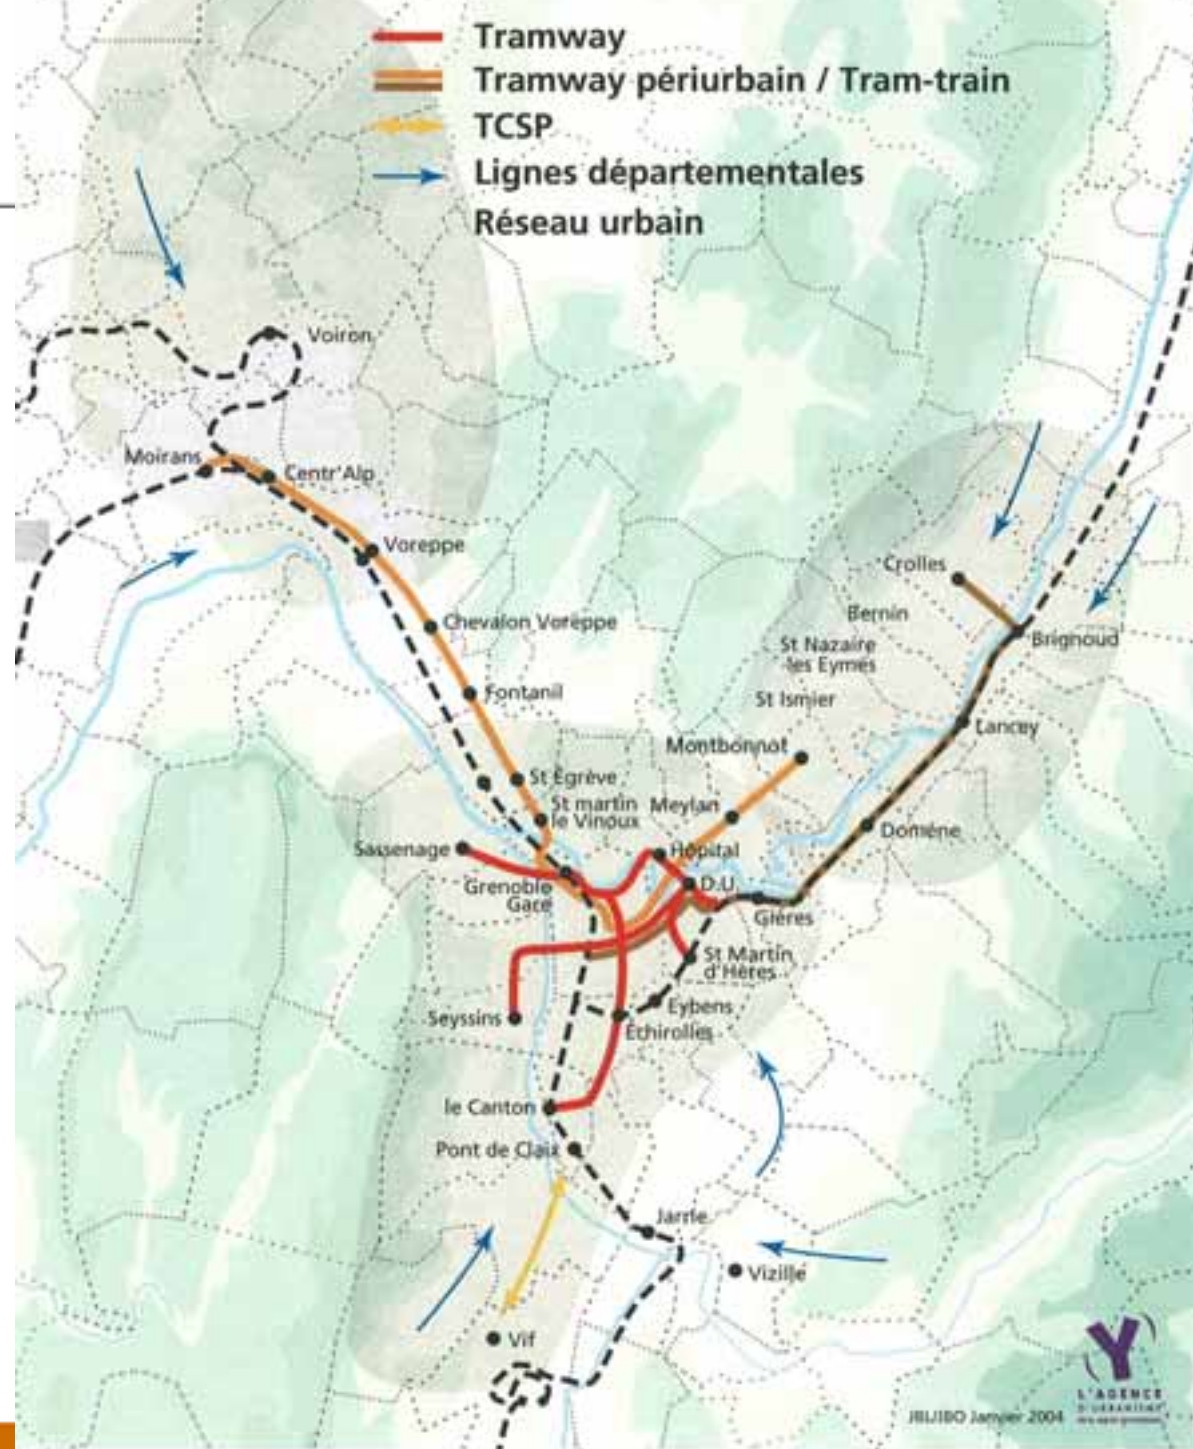 Tramway
Tramway périurbain / Tram-train
TCSP
Lignes départementales
Réseau urbain
Voiron
Moirans
Centr'Alp
Voreppe
Crolles
Chevalon Voreppe
Bernin
Brignoud
St Nazaire
les Eymes
Fontanil
St Ismier
Lancey
Montbonnot
St Egrève
St martin
le Vinoux
Meylan
Domène
Sassenage
Hôpital
Grenoble
Gare
D.U.
Gières
St Martin
d'Hères
Eybens
Seyssins
Échirolles
le Canton
Pont de Claix
Jarrie
Vizille
Vif
L'AGENCE
D'URBANISME
Janvier 2004